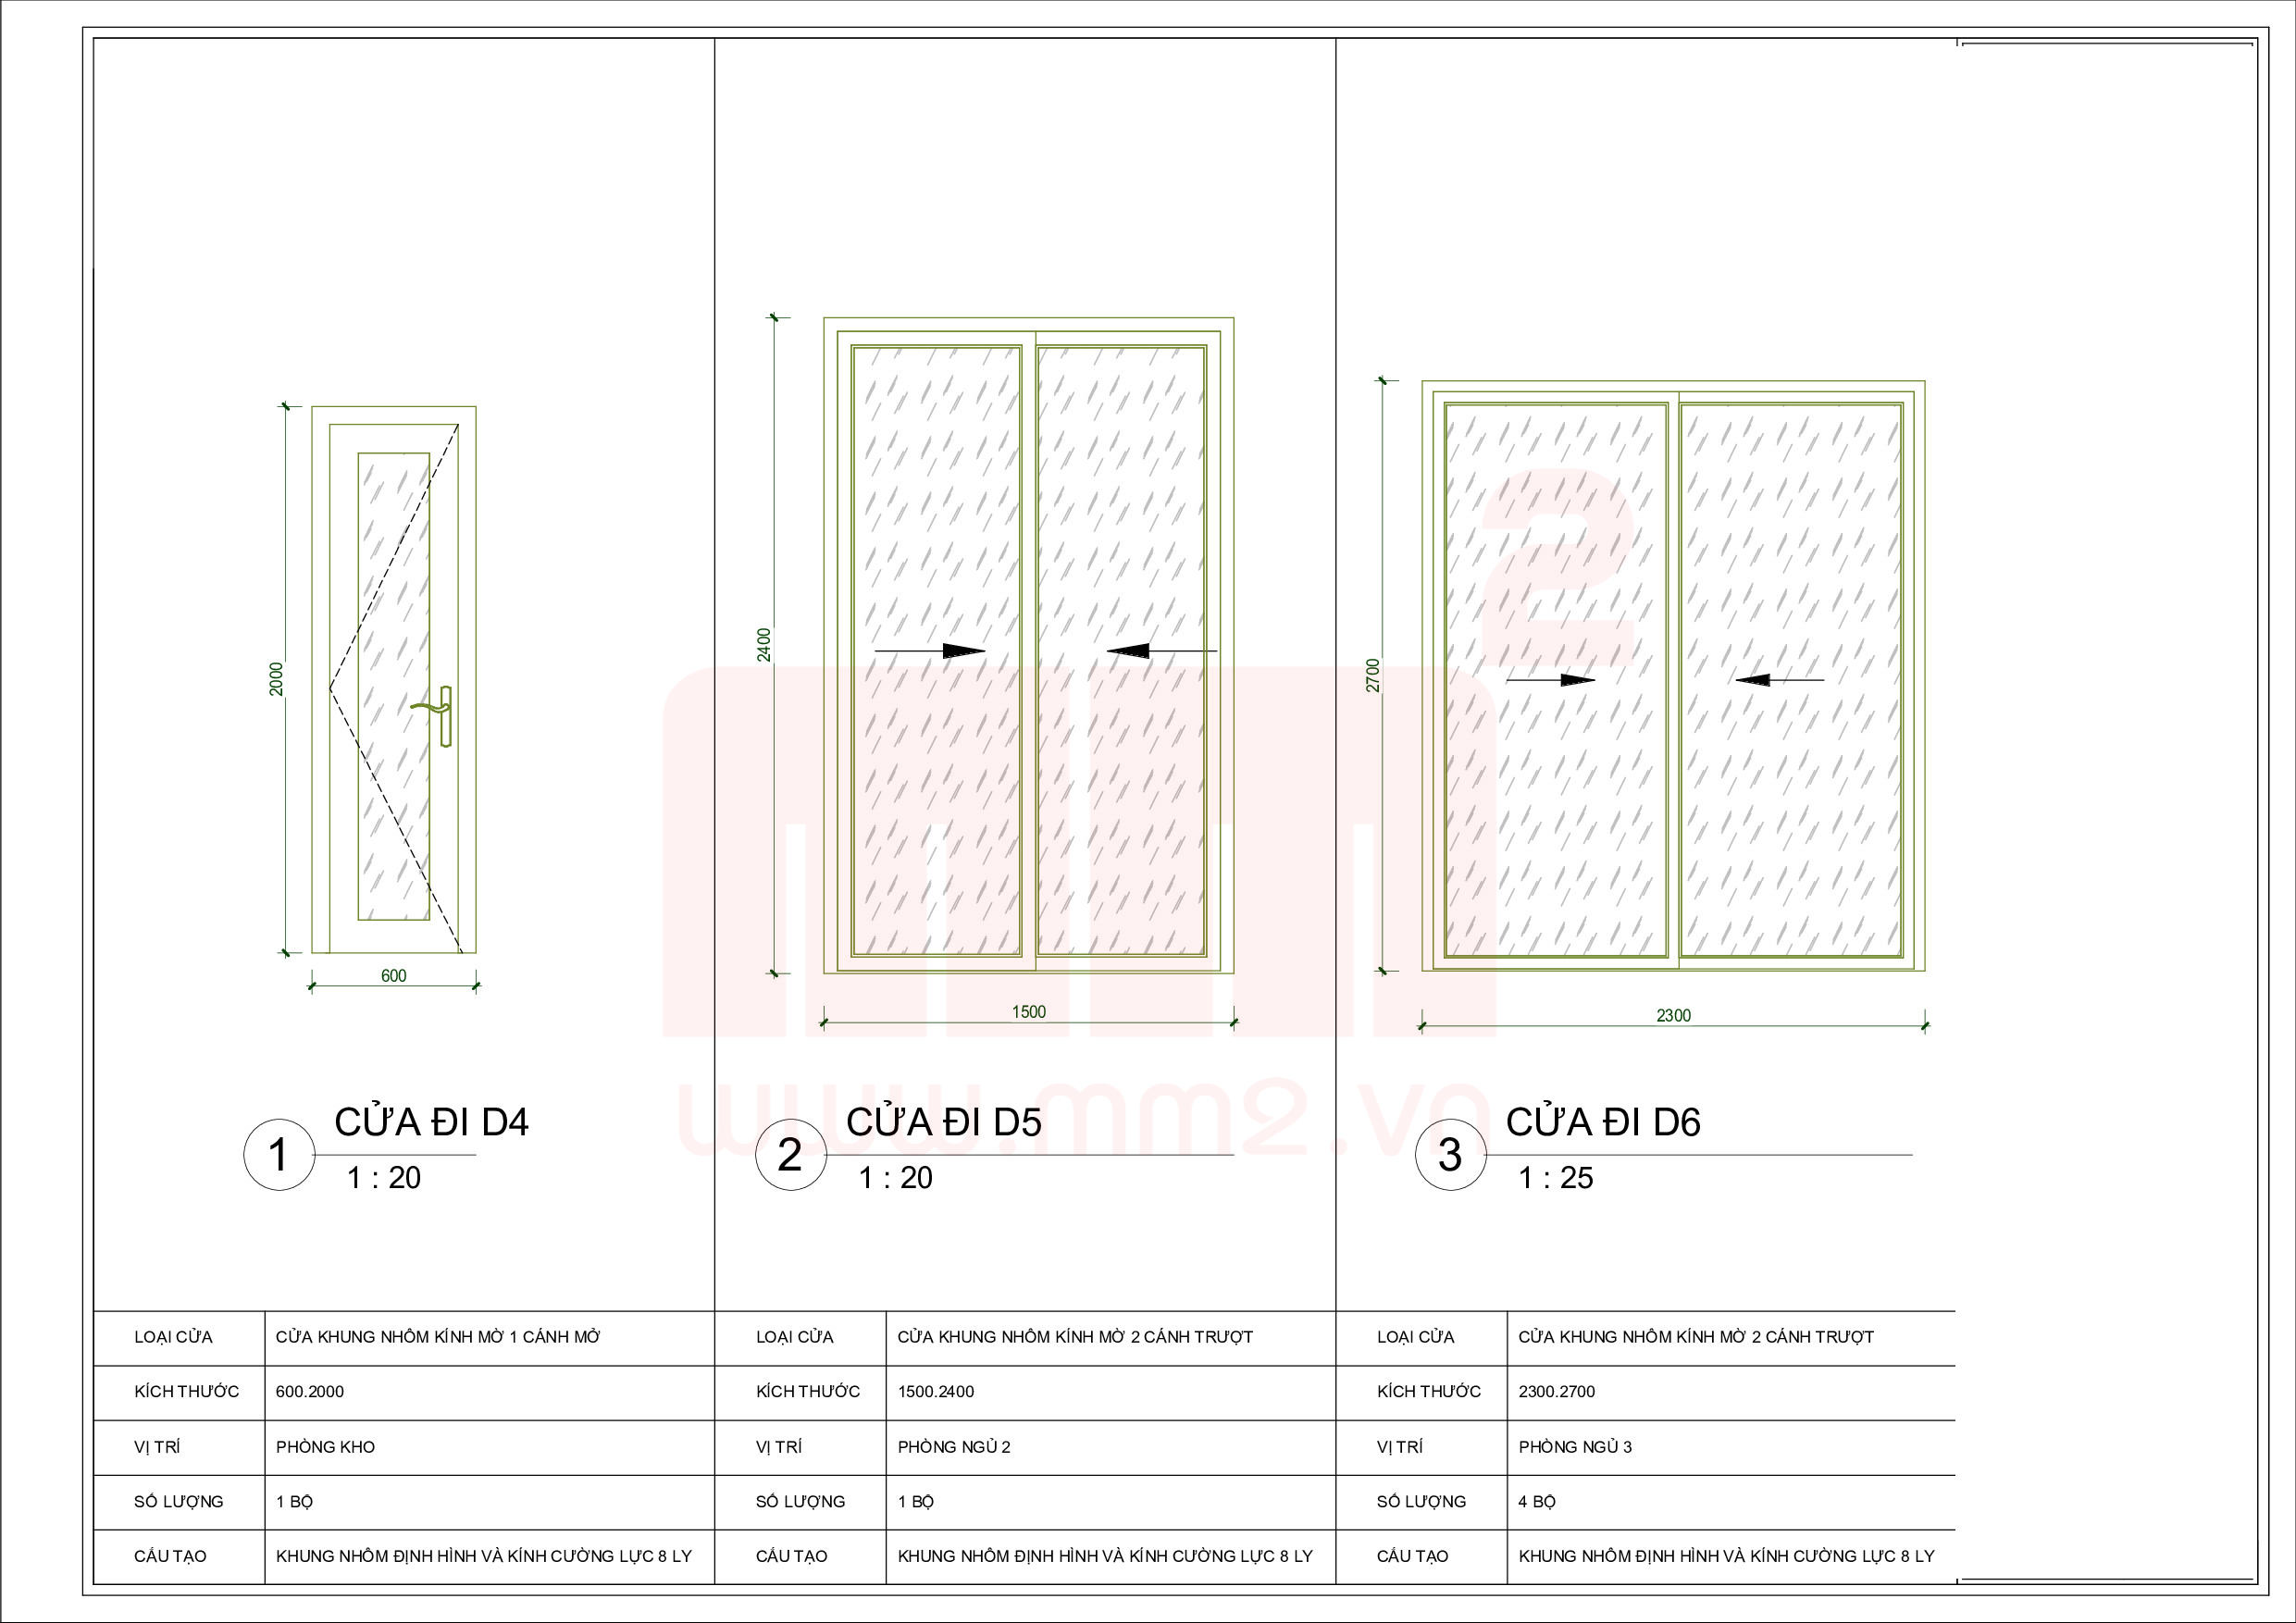 2000
600
1 CỬA ĐI D4
1 : 20
2400
1500
2 CỬA ĐI D5
1 : 20
2700
2300
3 CỬA ĐI D6
1 : 25
mm2
www.mm2.vn
LOẠI CỬA CỬA KHUNG NHÔM KÍNH MỜ 1 CÁNH MỞ
KÍCH THƯỚC 600.2000
VỊ TRÍ PHÒNG KHO
SỐ LƯỢNG 1 BỘ
CẤU TẠO KHUNG NHÔM ĐỊNH HÌNH VÀ KÍNH CƯỜNG LỰC 8 LY
LOẠI CỬA CỬA KHUNG NHÔM KÍNH MỜ 2 CÁNH TRƯỢT
KÍCH THƯỚC 1500.2400
VỊ TRÍ PHÒNG NGỦ 2
SỐ LƯỢNG 1 BỘ
CẤU TẠO KHUNG NHÔM ĐỊNH HÌNH VÀ KÍNH CƯỜNG LỰC 8 LY
LOẠI CỬA CỬA KHUNG NHÔM KÍNH MỜ 2 CÁNH TRƯỢT
KÍCH THƯỚC 2300.2700
VỊ TRÍ PHÒNG NGỦ 3
SỐ LƯỢNG 4 BỘ
CẤU TẠO KHUNG NHÔM ĐỊNH HÌNH VÀ KÍNH CƯỜNG LỰC 8 LY